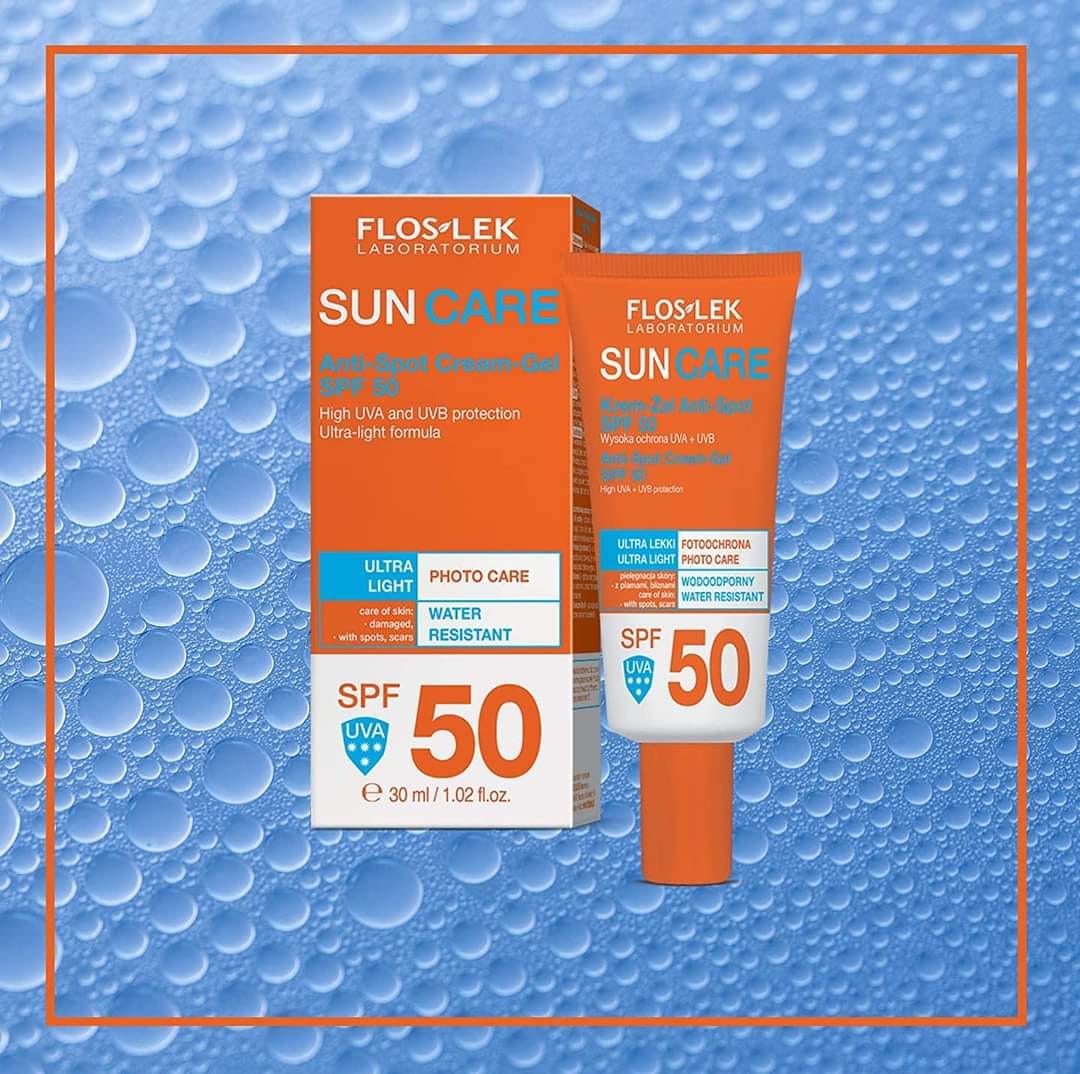 FLOS-LEK
LABORATORIUM
SUN CARE
Anti-Spot Cream-Gel
SPF 50
High UVA and UVB protection
Ultra-light formula
ULTRA
LIGHT
PHOTO CARE
care of skin:
· damaged,
· with spots, scars
WATER
RESISTANT
SPF
UVA
50
e 30 ml / 1.02 fl.oz.
FLOS-LEK
LABORATORIUM
SUN CARE
Krem-Żel Anti-Spot
SPF 50
Wysoka ochrona UVA + UVB
Anti-Spot Cream-Gel
SPF 50
High UVA + UVB protection
ULTRA LEKKI
ULTRA LIGHT
FOTOOCHRONA
PHOTO CARE
pielęgnacja skóry:
· z plamami, bliznami
care of skin:
· with spots, scars
WODOODPORNY
WATER RESISTANT
SPF
UVA
50